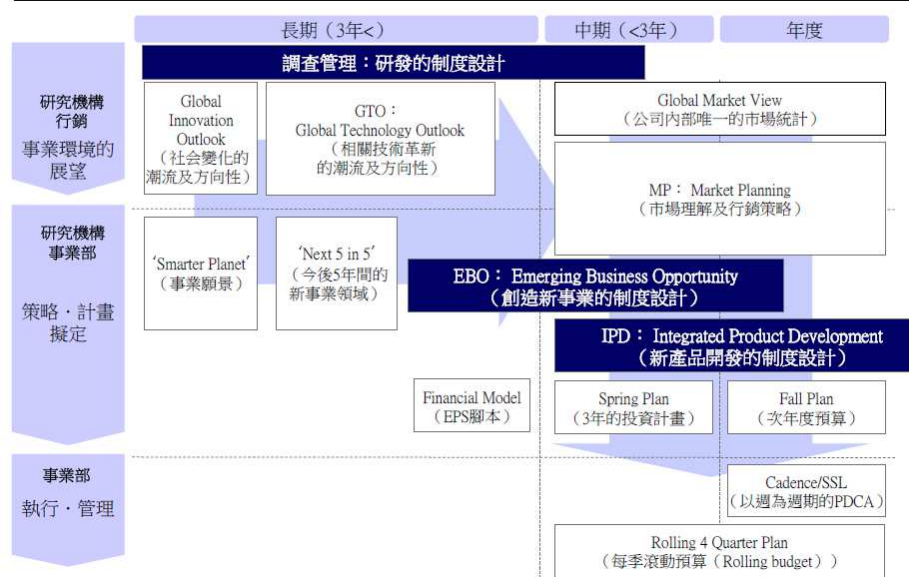 長期（3年<）
中期（<3年）
年度
調查管理：研發的制度設計
研究機構
行銷
事業環境的
展望
Global
Innovation
Outlook
（社会變化的
潮流及方向性）
GTO：
Global Technology Outlook
（相關技術革新
的潮流及方向性）
Global Market View
（公司內部唯一的市場統計）
MP： Market Planning
（市場理解及行銷策略）
研究機構
事業部
策略・計畫
擬定
‘Smarter Planet’
（事業願景）
‘Next 5 in 5’
（今後5年間的
新事業領域）
EBO： Emerging Business Opportunity
（創造新事業的制度設計）
IPD： Integrated Product Development
（新產品開發的制度設計）
Financial Model
（EPS腳本）
Spring Plan
（3年的投資計畫）
Fall Plan
（次年度預算）
事業部
執行・管理
Cadence/SSL
（以週為週期的PDCA）
Rolling 4 Quarter Plan
（每季滾動預算（Rolling budget））